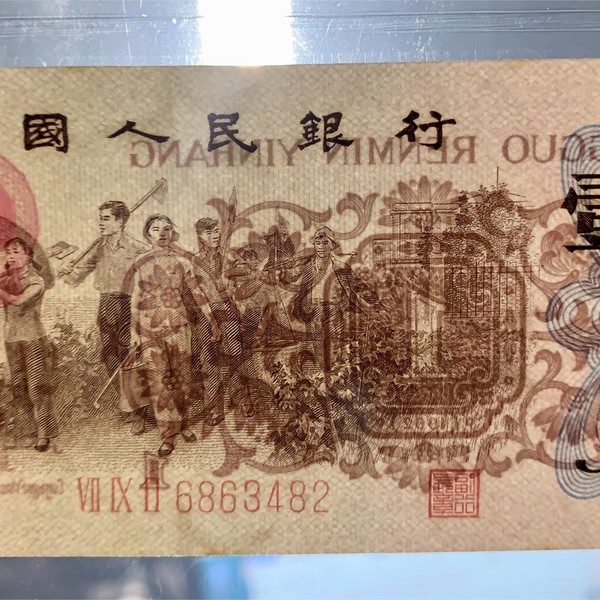 國人民銀行
GUO RENMIN YINHANG
VII IX II 6863482